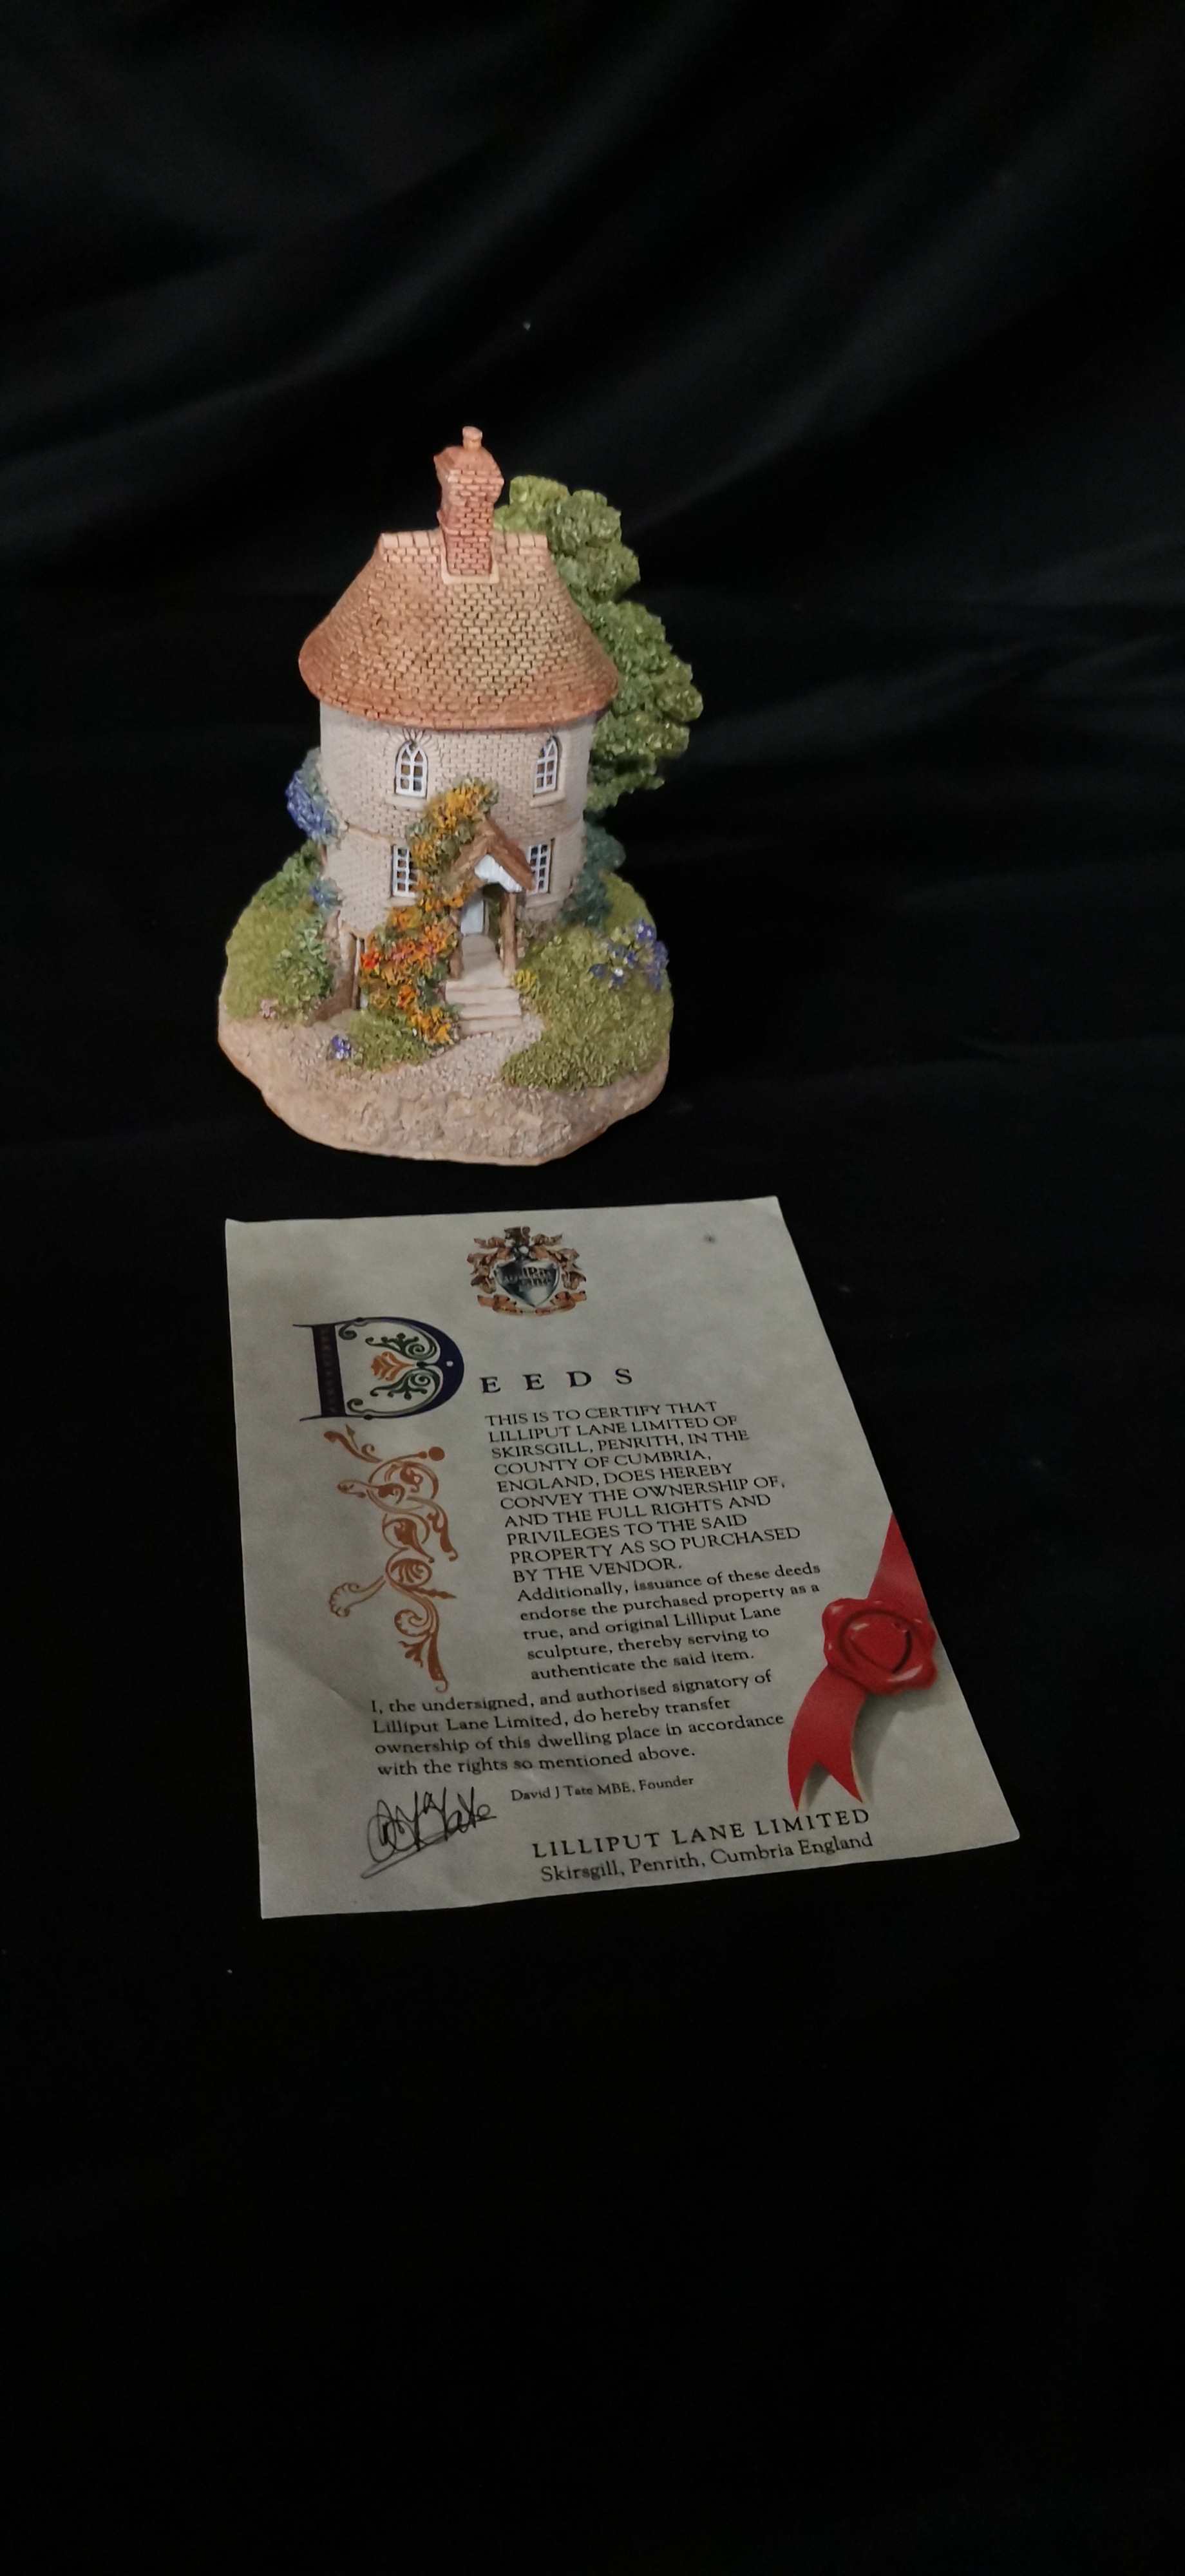 DEEDS
THIS IS TO CERTIFY THAT
LILLIPUT LANE LIMITED OF
SKIRSGILL, PENRITH, IN THE
COUNTY OF CUMBRIA,
ENGLAND, DOES HEREBY
CONVEY THE OWNERSHIP OF,
AND THE FULL RIGHTS AND
PRIVILEGES TO THE SAID
PROPERTY AS SO PURCHASED
BY THE VENDOR.
Additionally, issuance of these deeds
endorse the purchased property as a
true, and original Lilliput Lane
sculpture, thereby serving to
authenticate the said item.
I, the undersigned, and authorised signatory of
Lilliput Lane Limited, do hereby transfer
ownership of this dwelling place in accordance
with the rights so mentioned above.
David J Tate MBE, Founder
LILLIPUT LANE LIMITED
Skirsgill, Penrith, Cumbria England